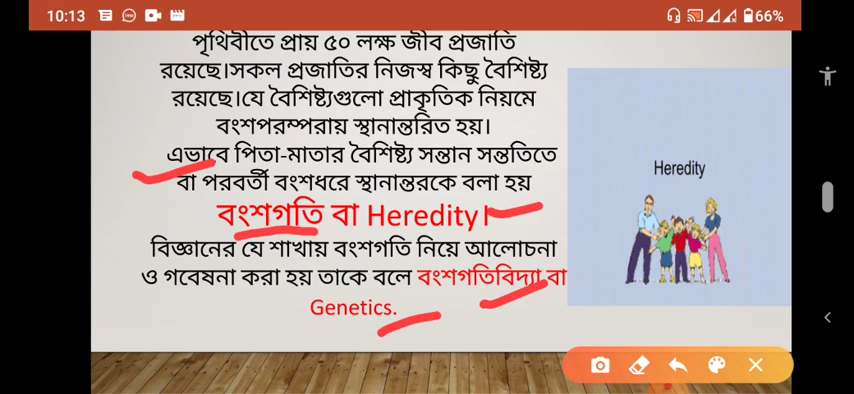 10:13
66%
পৃথিবীতে প্রায় ৫০ লক্ষ জীব প্রজাতি
রয়েছে।সকল প্রজাতির নিজস্ব কিছু বৈশিষ্ট্য
রয়েছে।যে বৈশিষ্ট্যগুলো প্রাকৃতিক নিয়মে
বংশপরম্পরায় স্থানান্তরিত হয়।
এভাবে পিতা-মাতার বৈশিষ্ট্য সন্তান সন্ততিতে
বা পরবর্তী বংশধরে স্থানান্তরকে বলা হয়
বংশগতি বা Heredity।
বিজ্ঞানের যে শাখায় বংশগতি নিয়ে আলোচনা
ও গবেষনা করা হয় তাকে বলে বংশগতিবিদ্যা বা
Genetics.
Heredity